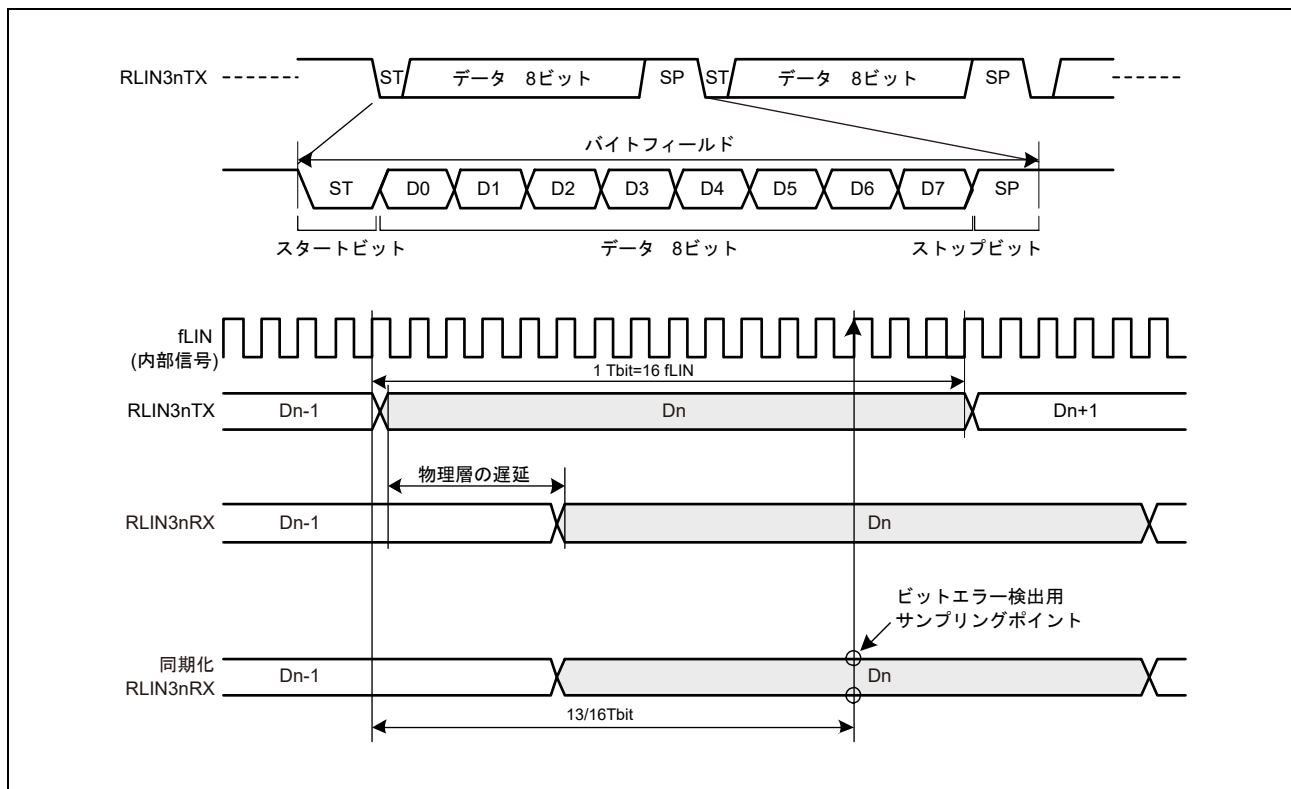 RLIN3nTX ST データ 8ビット SP ST データ 8ビット SP
バイトフィールド
ST D0 D1 D2 D3 D4 D5 D6 D7 SP
スタートビット データ 8ビット ストップビット
fLIN
(内部信号)
1 Tbit=16 fLIN
RLIN3nTX Dn-1 Dn Dn+1
物理層の遅延
RLIN3nRX Dn-1 Dn
ビットエラー検出用
サンプリングポイント
同期化
RLIN3nRX Dn-1 Dn
13/16Tbit